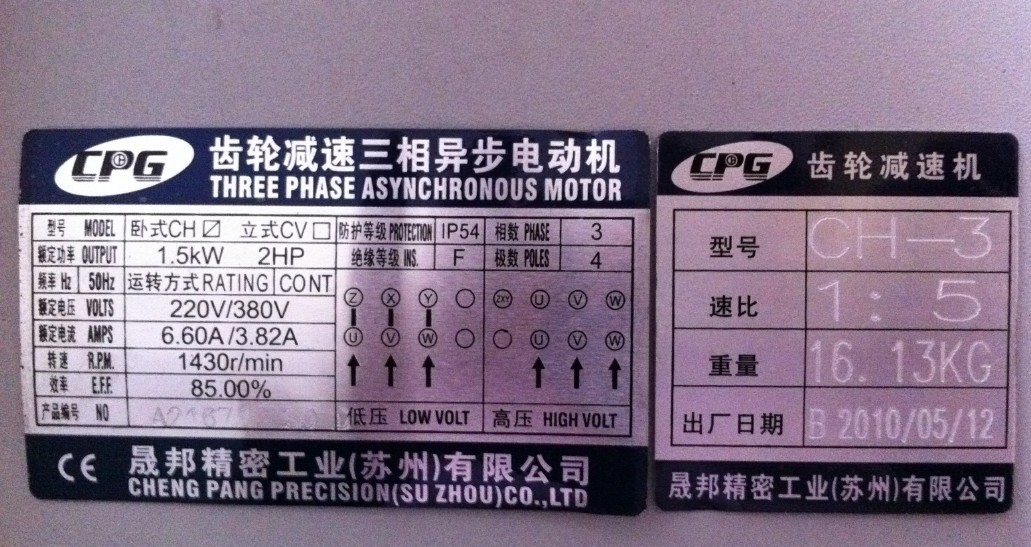 CPG 齿轮减速三相异步电动机
THREE PHASE ASYNCHRONOUS MOTOR
型号 MODEL 卧式CH ☑ 立式CV □ 防护等级 PROTECTION IP54 相数 PHASE 3
额定功率 OUTPUT 1.5kW 2HP 绝缘等级 INS. F 极数 POLES 4
频率 Hz 50Hz 运转方式 RATING CONT
额定电压 VOLTS 220V/380V
Z X Y ZXY U V W
额定电流 AMPS 6.60A/3.82A
U V W U V W
转速 R.P.M. 1430r/min
效率 E.F.F. 85.00%
产品编号 NO 低压 LOW VOLT 高压 HIGH VOLT
CE 晟邦精密工业(苏州)有限公司
CHENG PANG PRECISION(SU ZHOU)CO.,LTD
CPG 齿轮减速机
型号 CH-3
速比 1: 5
重量 16.13KG
出厂日期 B 2010/05/12
晟邦精密工业(苏州)有限公司